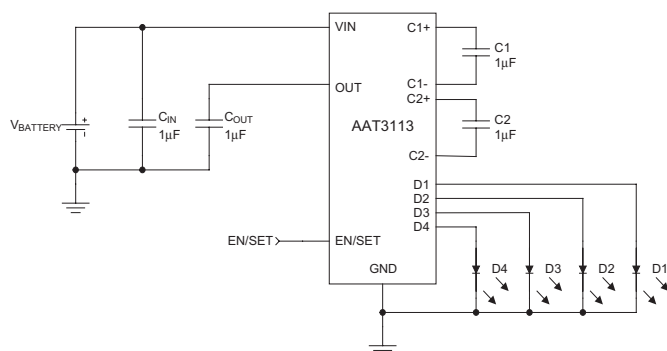 VIN
C1+
C1
1µF
C1-
OUT
C2+
C2
1µF
C2-
AAT3113
VBATTERY
+
-
CIN
1µF
COUT
1µF
D1
D2
D3
D4
EN/SET
EN/SET
GND
D4
D3
D2
D1